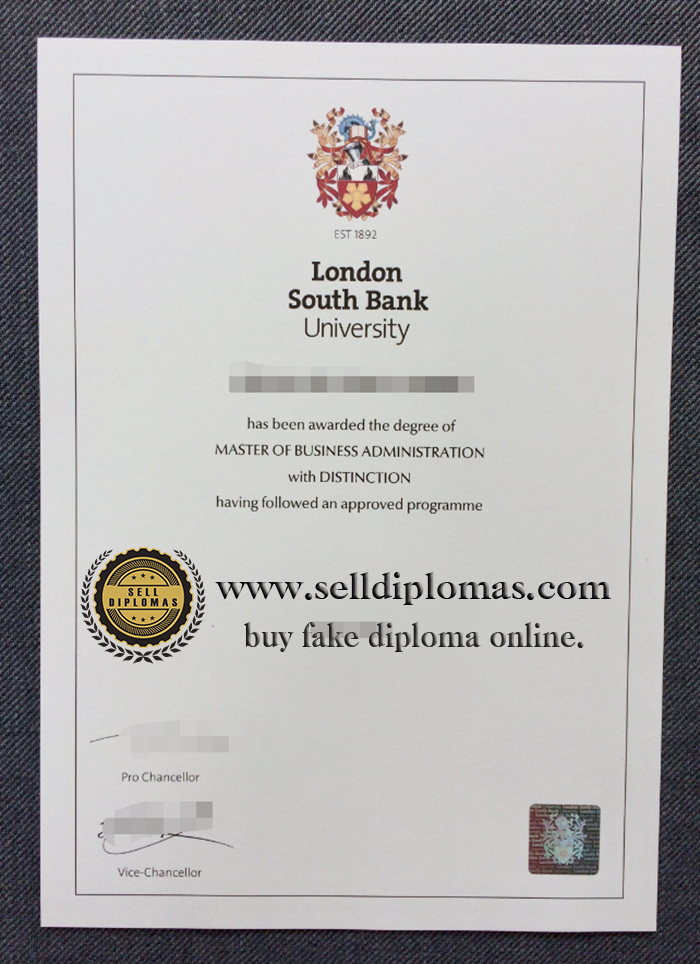 EST 1892
London
South Bank
University
has been awarded the degree of
MASTER OF BUSINESS ADMINISTRATION
with DISTINCTION
having followed an approved programme
SELL
DIPLOMAS
www.selldiplomas.com
buy fake diploma online.
Pro Chancellor
Vice-Chancellor